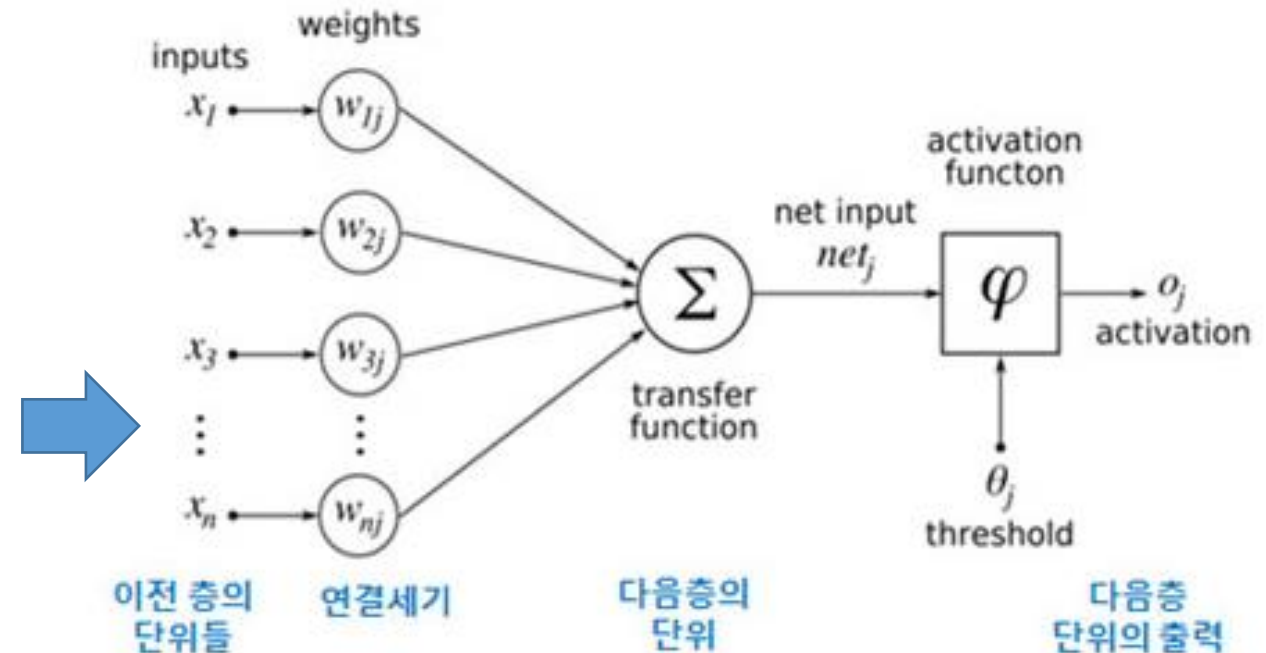 weights
inputs
x₁
w₁ⱼ
x₂
w₂ⱼ
x₃
w₃ⱼ
⋮
⋮
xₙ
wₙⱼ
Σ
transfer
function
net input
netⱼ
activation
functon
φ
oⱼ
activation
θⱼ
threshold
이전 층의
단위들
연결세기
다음층의
단위
다음층
단위의 출력